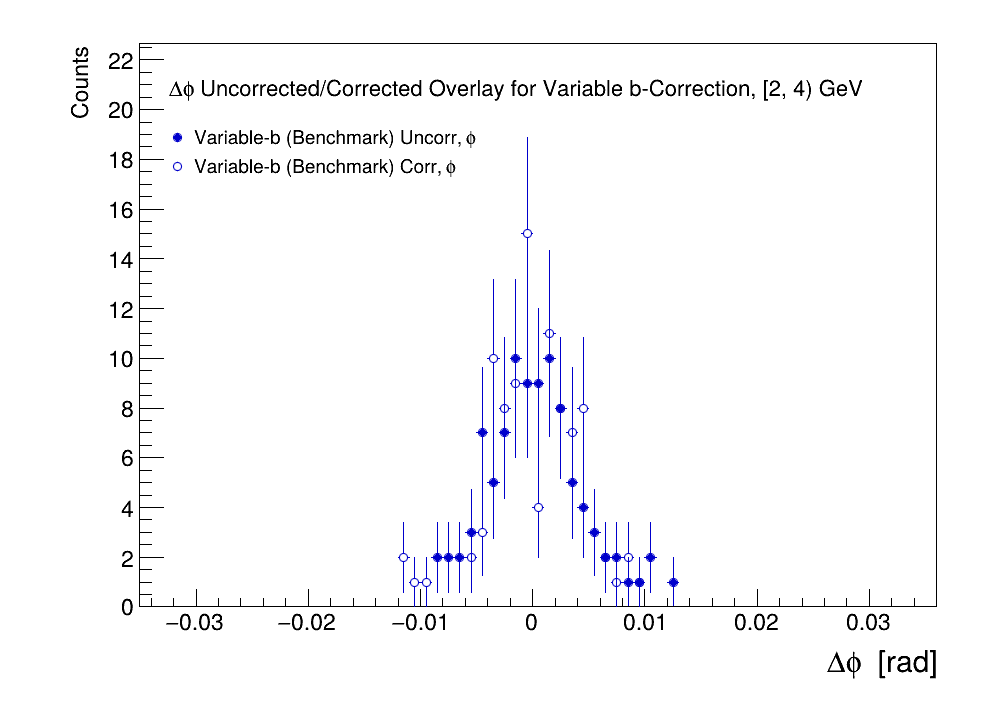 Counts
22
20
18
16
14
12
10
8
6
4
2
0
Δϕ Uncorrected/Corrected Overlay for Variable b-Correction, [2, 4) GeV
Variable-b (Benchmark) Uncorr, ϕ
Variable-b (Benchmark) Corr, ϕ
−0.03 −0.02 −0.01 0 0.01 0.02 0.03
Δϕ [rad]